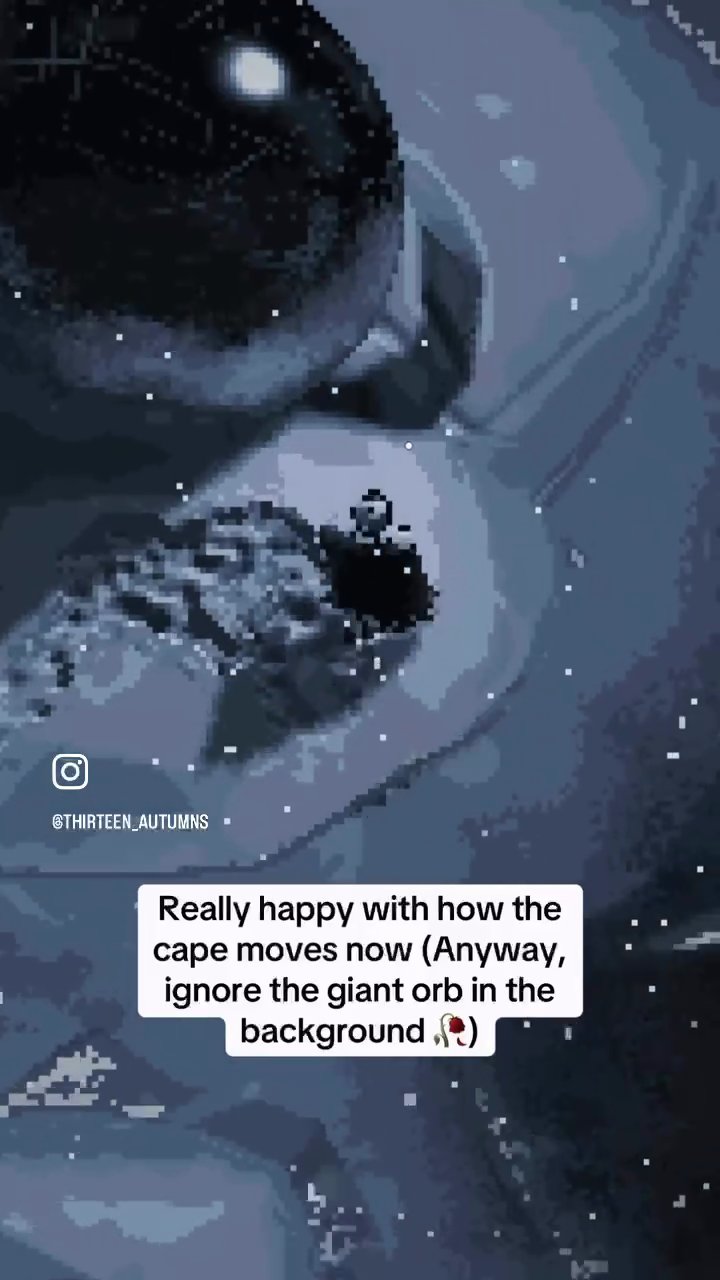 @THIRTEEN_AUTUMNS
Really happy with how the
cape moves now (Anyway,
ignore the giant orb in the
background 🥀)